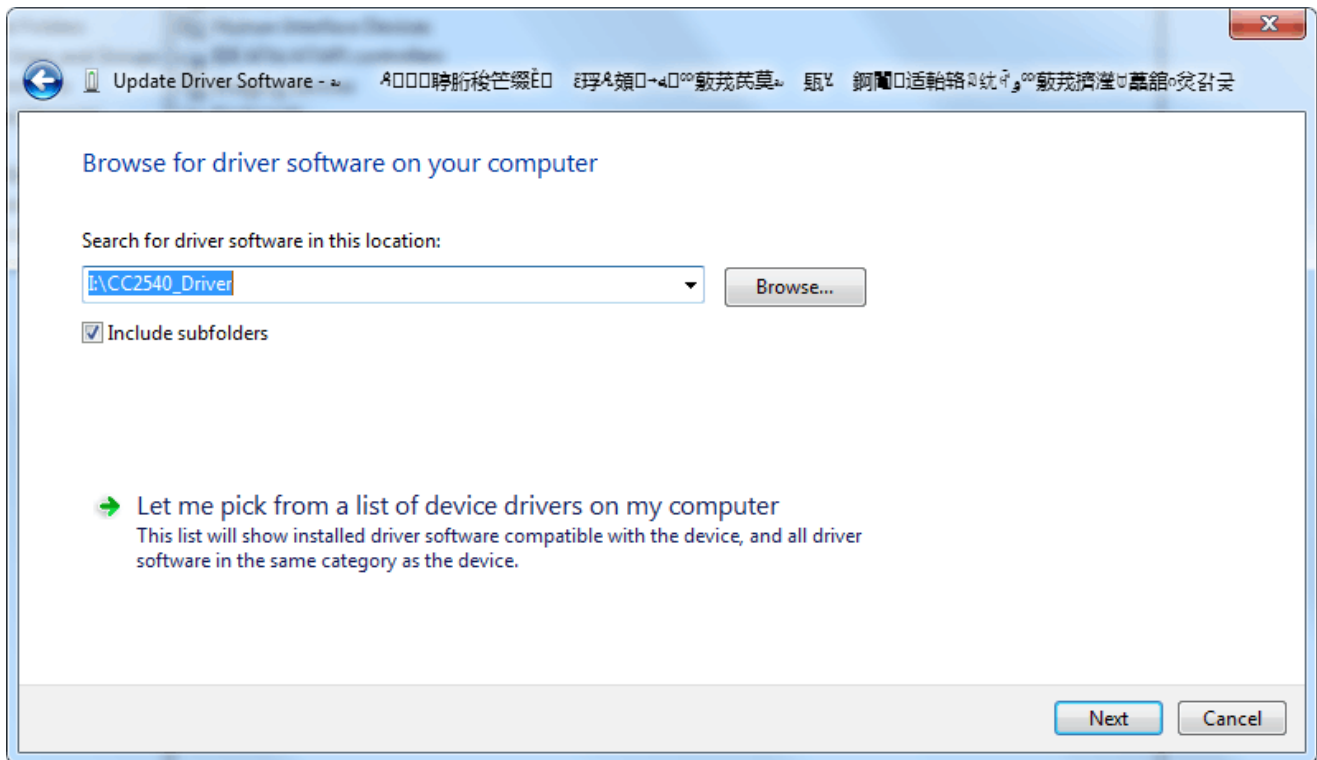 Update Driver Software -
Browse for driver software on your computer
Search for driver software in this location:
I:\CC2540_Driver
Browse...
Include subfolders
Let me pick from a list of device drivers on my computer
This list will show installed driver software compatible with the device, and all driver
software in the same category as the device.
Next
Cancel